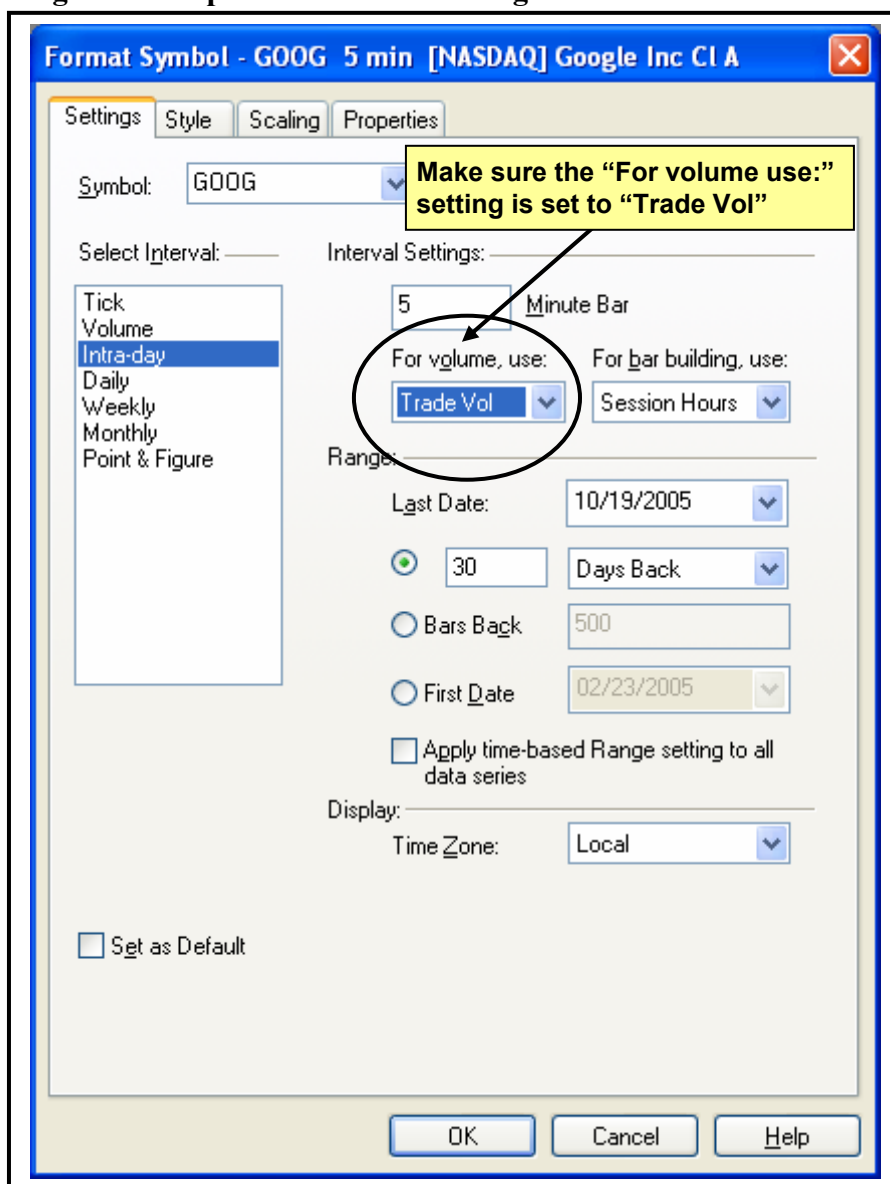 Format Symbol - GOOG 5 min [NASDAQ] Google Inc Cl A
Settings Style Scaling Properties
Make sure the “For volume use:”
setting is set to “Trade Vol”
Symbol: GOOG
Select Interval: Interval Settings:
Tick
Volume
Intra-day
Daily
Weekly
Monthly
Point & Figure
5 Minute Bar
For volume, use: For bar building, use:
Trade Vol Session Hours
Range:
Last Date: 10/19/2005
30 Days Back
Bars Back 500
First Date 02/23/2005
Apply time-based Range setting to all
data series
Display:
Time Zone: Local
Set as Default
OK Cancel Help